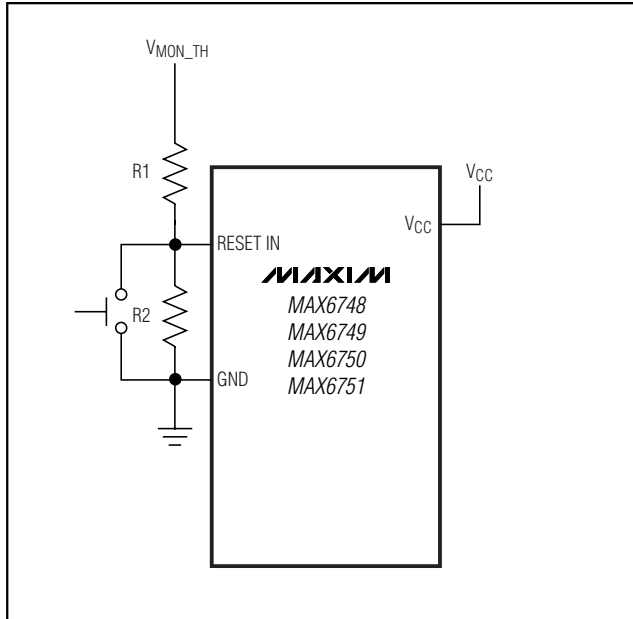 VMON_TH
R1
VCC
VCC
RESET IN
MAXIM
R2
MAX6748
MAX6749
MAX6750
MAX6751
GND